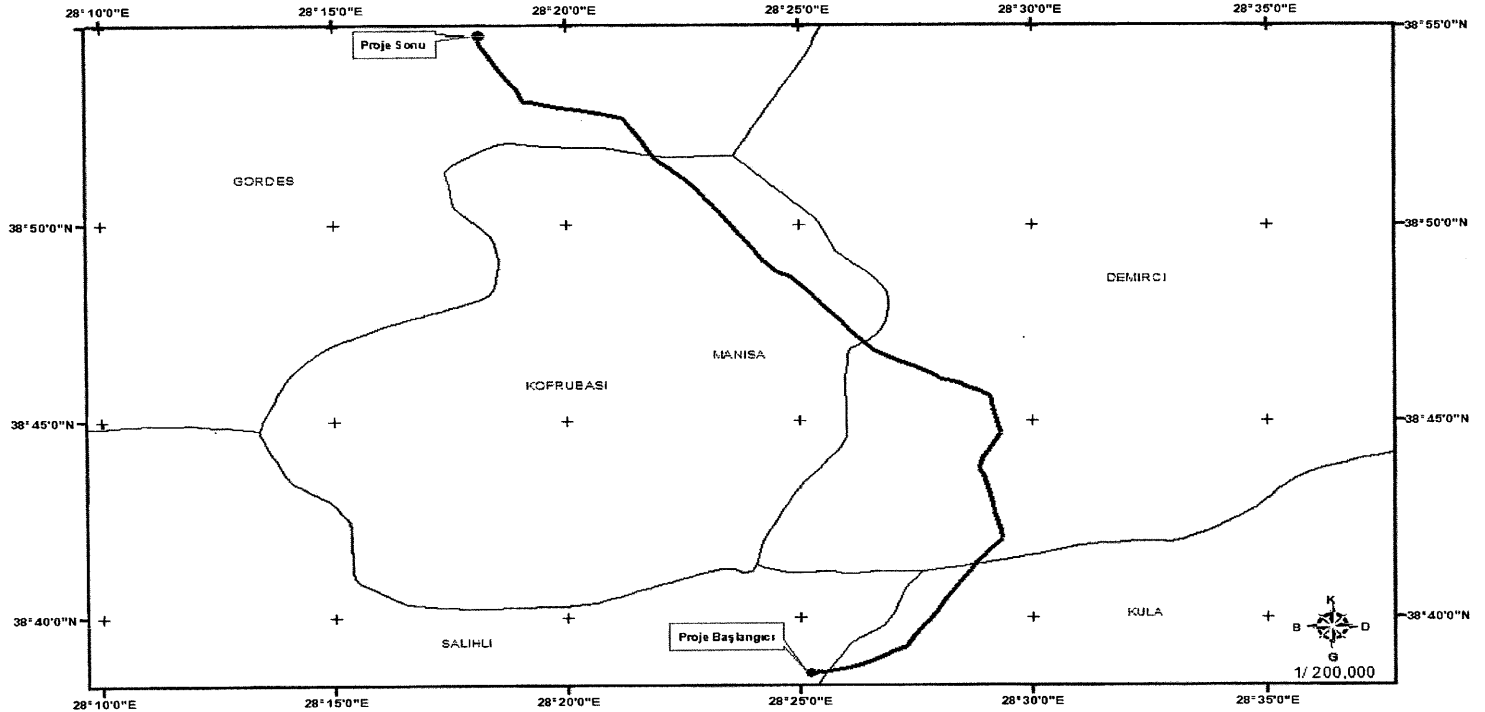 28°10'0"E 28°15'0"E 28°20'0"E 28°25'0"E 28°30'0"E 28°35'0"E
38°55'0"N
Proje Sonu
GORDES
38°50'0"N 38°50'0"N
DEMIRCI
MANISA
KOFRUBASI
38°45'0"N 38°45'0"N
K
38°40'0"N KULA 38°40'0"N
B D
Proje Başlangıcı
SALIHLI
G
1/200,000
28°10'0"E 28°15'0"E 28°20'0"E 28°25'0"E 28°30'0"E 28°35'0"E